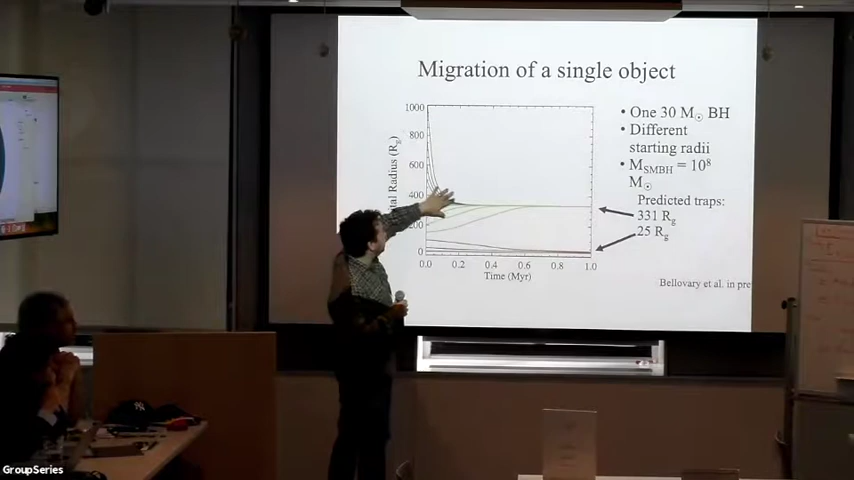 Migration of a single object
1000
800
600
400
200
0
0.0 0.2 0.4 0.6 0.8 1.0
Time (Myr)
Radius (Rg)
• One 30 M☉ BH
• Different
starting radii
• MSMBH = 10⁸
M☉
Predicted traps:
331 Rg
25 Rg
Bellovary et al. in pre
GroupSeries